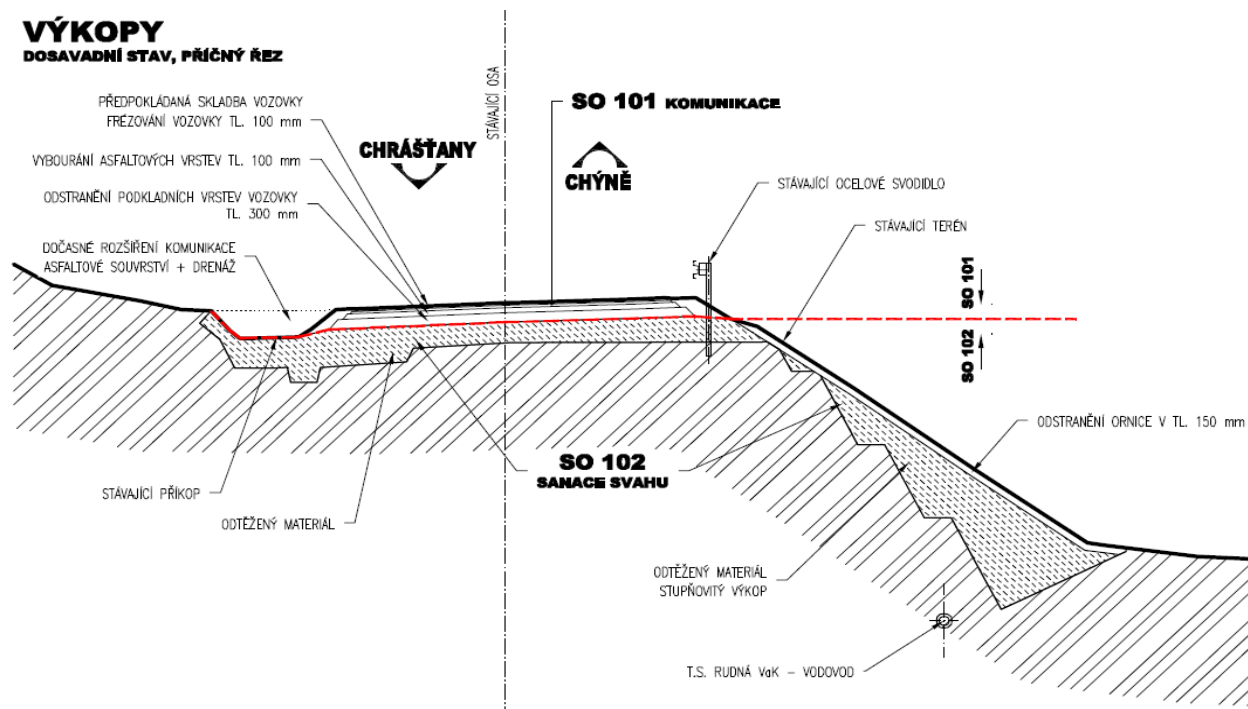 VÝKOPY
DOSAVADNÍ STAV, PŘÍČNÝ ŘEZ
PŘEDPOKLÁDANÁ SKLADBA VOZOVKY
FRÉZOVÁNÍ VOZOVKY TL. 100 mm
VYBOURÁNÍ ASFALTOVÝCH VRSTEV TL. 100 mm
ODSTRANĚNÍ PODKLADNÍCH VRSTEV VOZOVKY
TL. 300 mm
DOČASNÉ ROZŠÍŘENÍ KOMUNIKACE
ASFALTOVÉ SOUVRSTVÍ + DRENÁŽ
STÁVAJÍCÍ OSA
CHRÁŠŤANY
SO 101 KOMUNIKACE
CHÝNĚ
STÁVAJÍCÍ OCELOVÉ SVODIDLO
STÁVAJÍCÍ TERÉN
SO 101
SO 102
ODSTRANĚNÍ ORNICE V TL. 150 mm
SO 102
SANACE SVAHU
STÁVAJÍCÍ PŘÍKOP
ODTĚŽENÝ MATERIÁL
ODTĚŽENÝ MATERIÁL
STUPŇOVITÝ VÝKOP
T.S. RUDNÁ VaK – VODOVOD